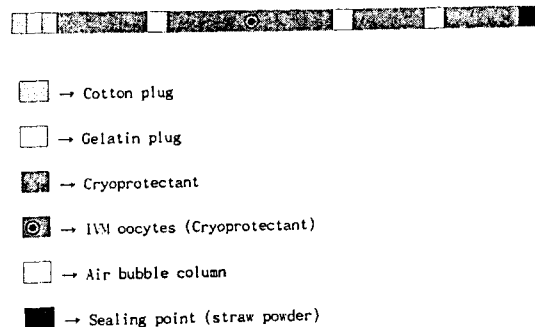 → Cotton plug
→ Gelatin plug
→ Cryoprotectant
→ IVM oocytes (Cryoprotectant)
→ Air bubble column
→ Sealing point (straw powder)